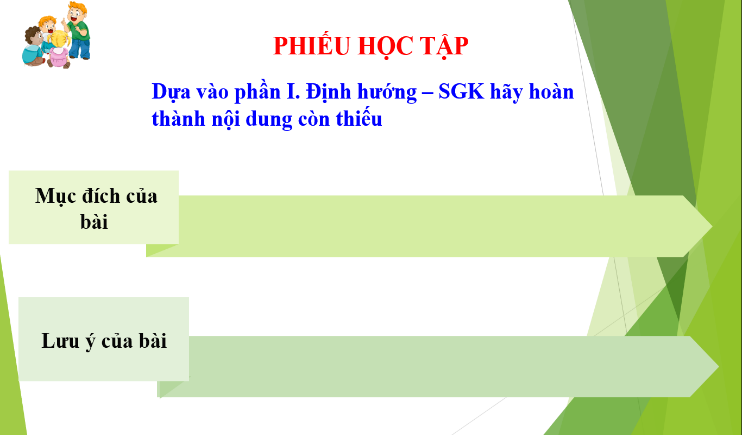 PHIẾU HỌC TẬP
Dựa vào phần I. Định hướng – SGK hãy hoàn
thành nội dung còn thiếu
Mục đích của
bài
Lưu ý của bài